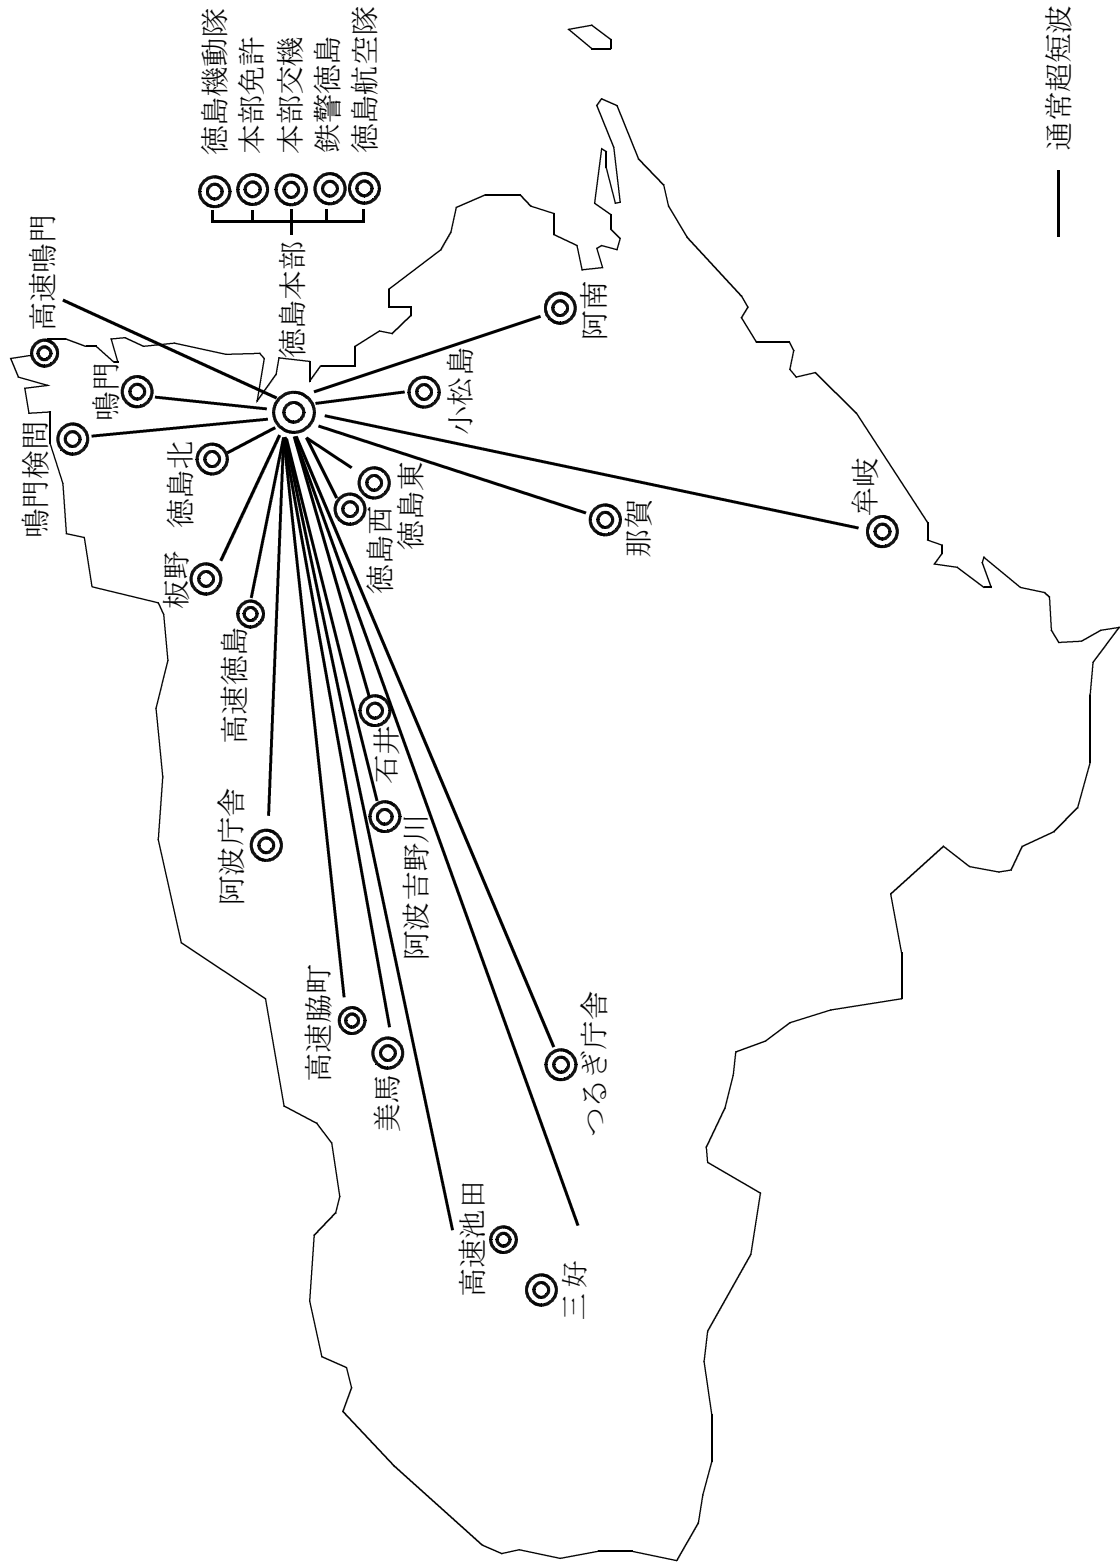 徳島機動隊
本部免許
本部交機
鉄警徳島
徳島航空隊
通常超短波
高速鳴門
徳島本部
鳴門
鳴門検問
徳島北
板野
高速徳島
阿波庁舎
阿南
小松島
徳島東
徳島西
那賀
牟岐
石井
阿波吉野川
高速脇町
美馬
つるぎ庁舎
高速池田
三好